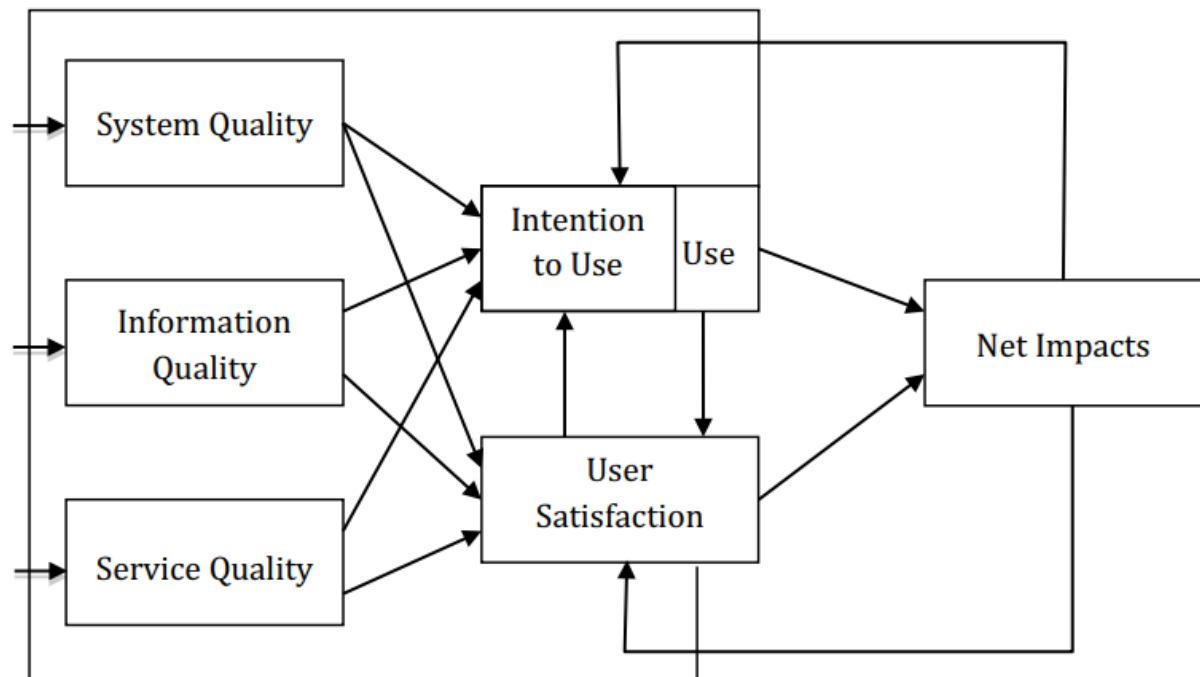 System Quality
Intention
to Use
Use
Information
Quality
Net Impacts
User
Satisfaction
Service Quality